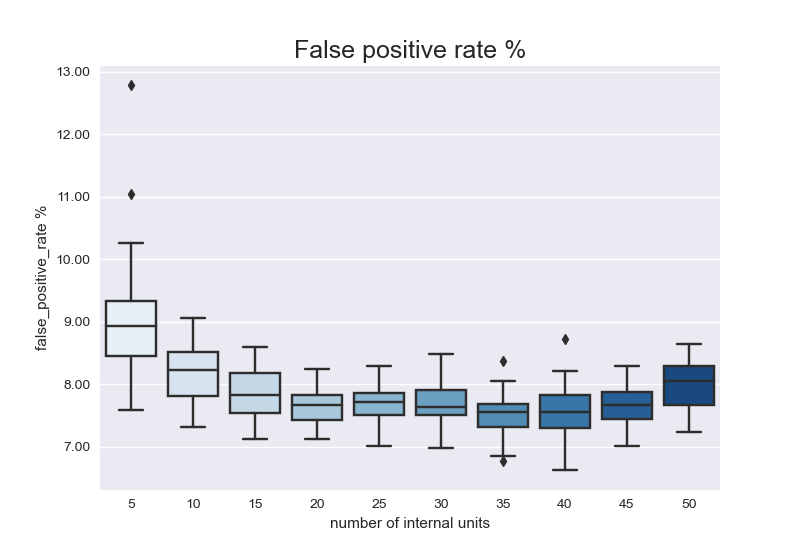 False positive rate %
false_positive_rate %
13.00
12.00
11.00
10.00
9.00
8.00
7.00
5 10 15 20 25 30 35 40 45 50
number of internal units